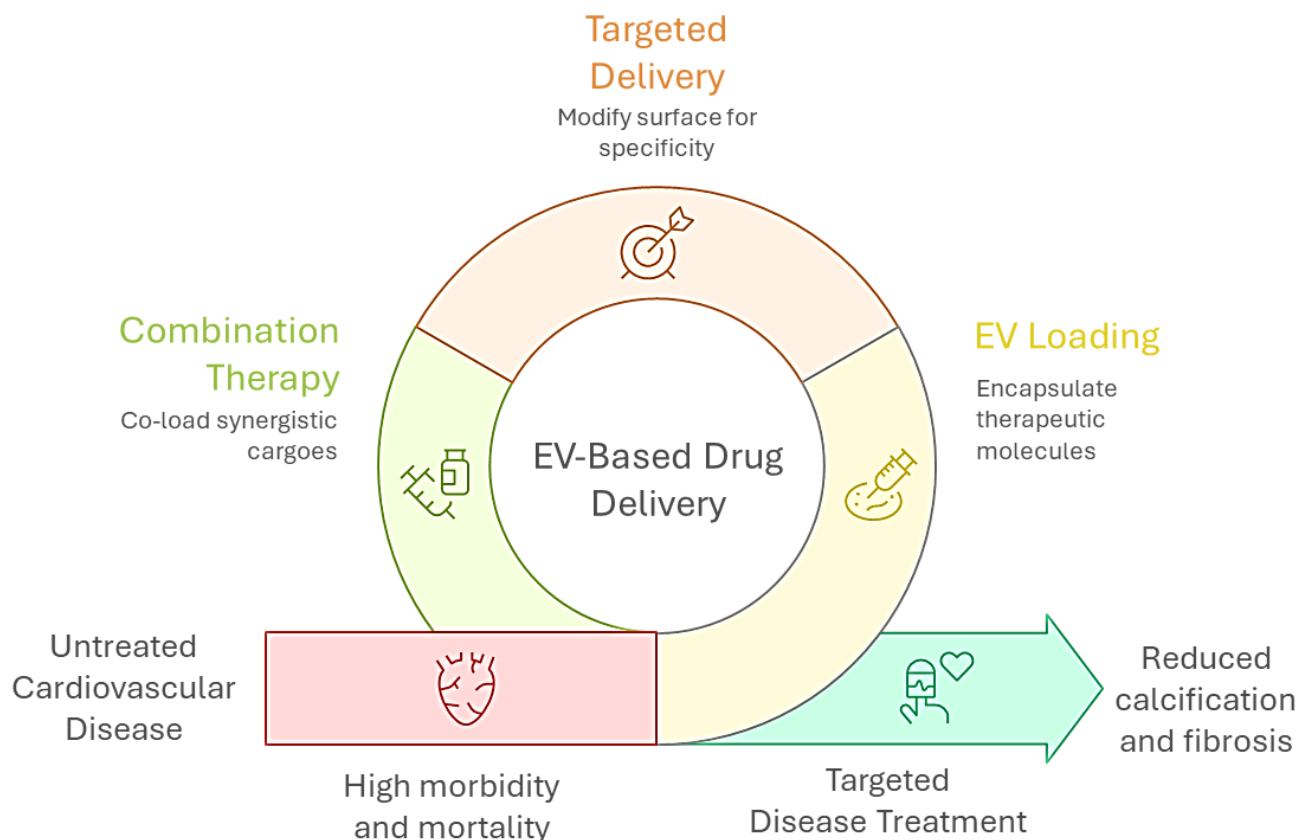 Targeted
Delivery
Modify surface for
specificity
Combination
Therapy
Co-load synergistic
cargoes
EV Loading
Encapsulate
therapeutic
molecules
EV-Based Drug
Delivery
Untreated
Cardiovascular
Disease
High morbidity
and mortality
Targeted
Disease Treatment
Reduced
calcification
and fibrosis